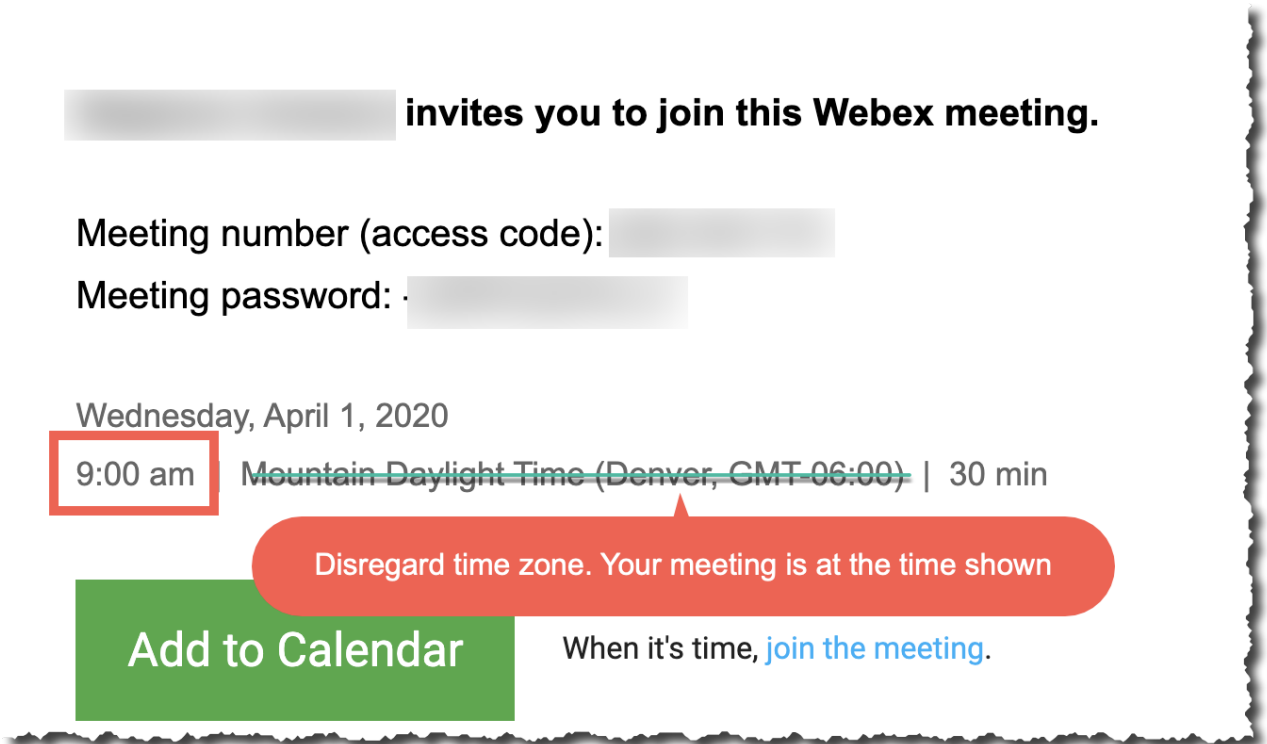 invites you to join this Webex meeting.
Meeting number (access code):
Meeting password:
Wednesday, April 1, 2020
9:00 am | Mountain Daylight Time (Denver, GMT-06:00) | 30 min
Disregard time zone. Your meeting is at the time shown
Add to Calendar
When it's time, join the meeting.